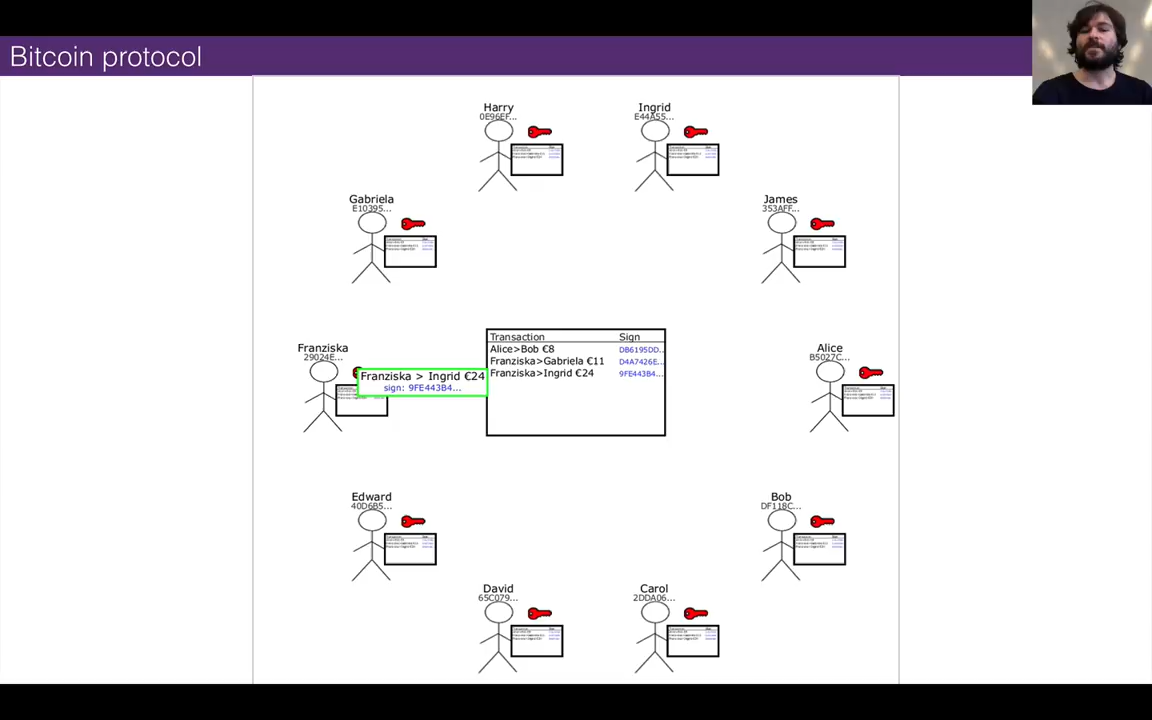 Bitcoin protocol
Harry
0E96EF...
Ingrid
E44A55...
Gabriela
E10395...
James
353AFF...
Franziska
29024E...
Franziska > Ingrid €24
sign: 9FE443B4...
Transaction Sign
Alice>Bob €8 DB6195DD..
Franziska>Gabriela €11 D4A7426E..
Franziska>Ingrid €24 9FE443B4...
Alice
B5027C...
Edward
40D6B5...
Bob
DF118C...
David
65C079...
Carol
2DDA06...